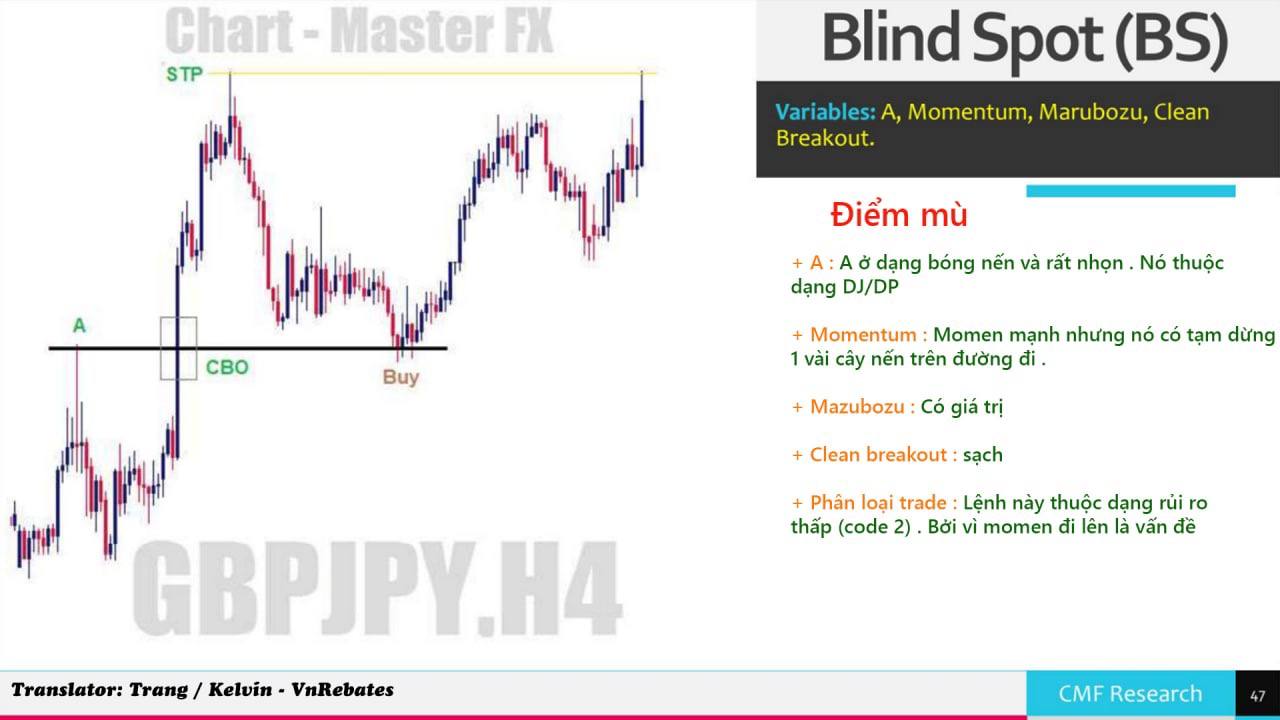 Chart - Master FX
STP
A
CBO
Buy
GBPJPY.H4
Blind Spot (BS)
Variables: A, Momentum, Marubozu, Clean
Breakout.
Điểm mù
+ A : A ở dạng bóng nến và rất nhọn . Nó thuộc
dạng DJ/DP
+ Momentum : Momen mạnh nhưng nó có tạm dừng
1 vài cây nến trên đường đi .
+ Mazubozu : Có giá trị
+ Clean breakout : sạch
+ Phân loại trade : Lệnh này thuộc dạng rủi ro
thấp (code 2) . Bởi vì momen đi lên là vấn đề
Translator: Trang / Kelvin - VnRebates
CMF Research
47